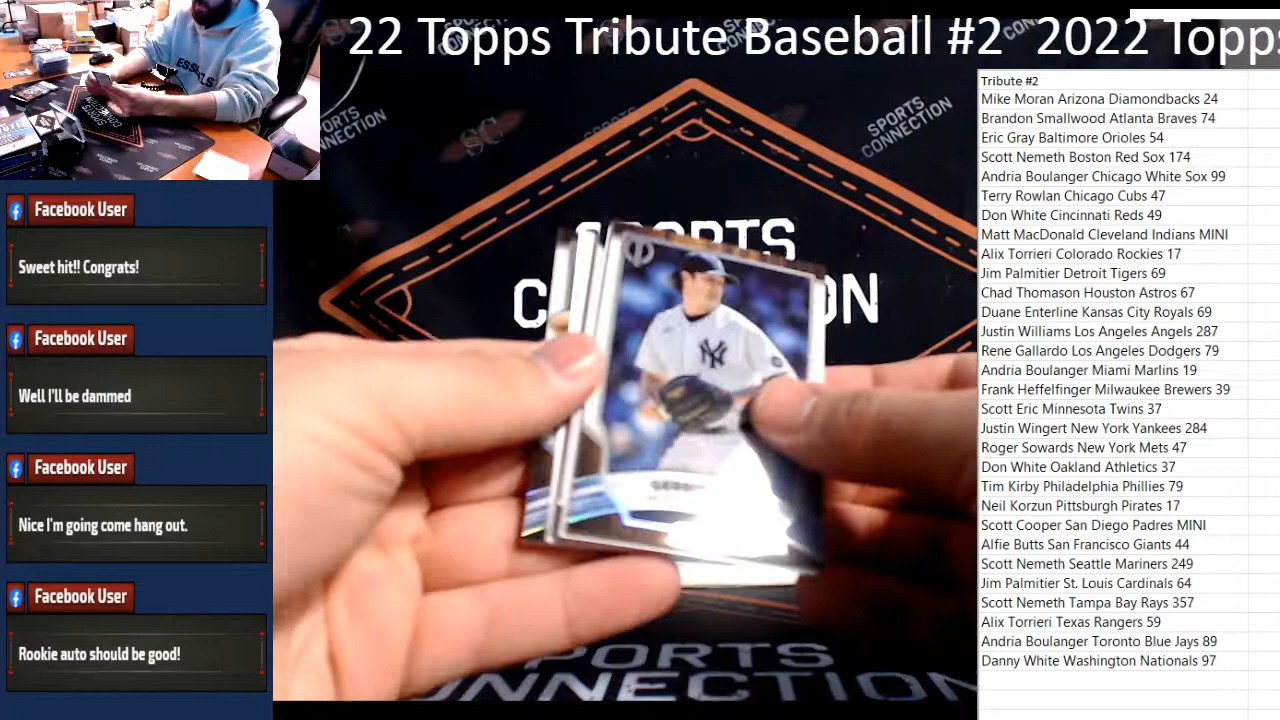 22 Topps Tribute Baseball #2 2022 Topps
Facebook User
Sweet hit!! Congrats!
Facebook User
Well I'll be dammed
Facebook User
Nice I'm going come hang out.
Facebook User
Rookie auto should be good!
SPORTS
CONNECTION
SPORTS
CONNECTION
SC
NY
SPORTS
CONNECTION
Tribute #2
Mike Moran Arizona Diamondbacks 24
Brandon Smallwood Atlanta Braves 74
Eric Gray Baltimore Orioles 54
Scott Nemeth Boston Red Sox 174
Andria Boulanger Chicago White Sox 99
Terry Rowlan Chicago Cubs 47
Don White Cincinnati Reds 49
Matt MacDonald Cleveland Indians MINI
Alix Torrieri Colorado Rockies 17
Jim Palmitier Detroit Tigers 69
Chad Thomason Houston Astros 67
Duane Enterline Kansas City Royals 69
Justin Williams Los Angeles Angels 287
Rene Gallardo Los Angeles Dodgers 79
Andria Boulanger Miami Marlins 19
Frank Heffelfinger Milwaukee Brewers 39
Scott Eric Minnesota Twins 37
Justin Wingert New York Yankees 284
Roger Sowards New York Mets 47
Don White Oakland Athletics 37
Tim Kirby Philadelphia Phillies 79
Neil Korzun Pittsburgh Pirates 17
Scott Cooper San Diego Padres MINI
Alfie Butts San Francisco Giants 44
Scott Nemeth Seattle Mariners 249
Jim Palmitier St. Louis Cardinals 64
Scott Nemeth Tampa Bay Rays 357
Alix Torrieri Texas Rangers 59
Andria Boulanger Toronto Blue Jays 89
Danny White Washington Nationals 97